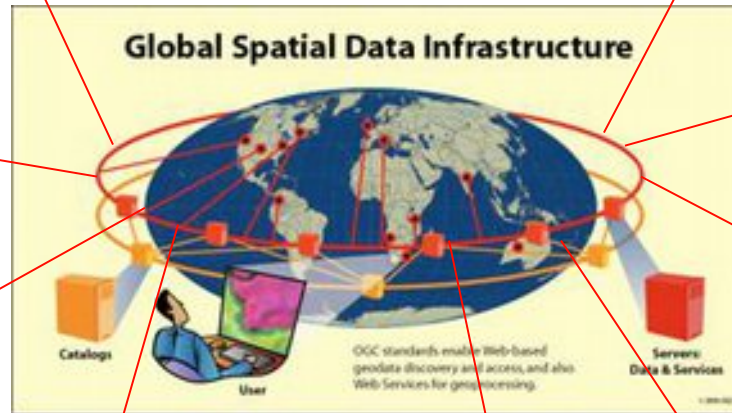 Global Spatial Data Infrastructure
Catalogs
User
OGC standards enable Web-based
geodata discovery and access, and also
Web Services for geoprocessing.
Servers:
Data & Services